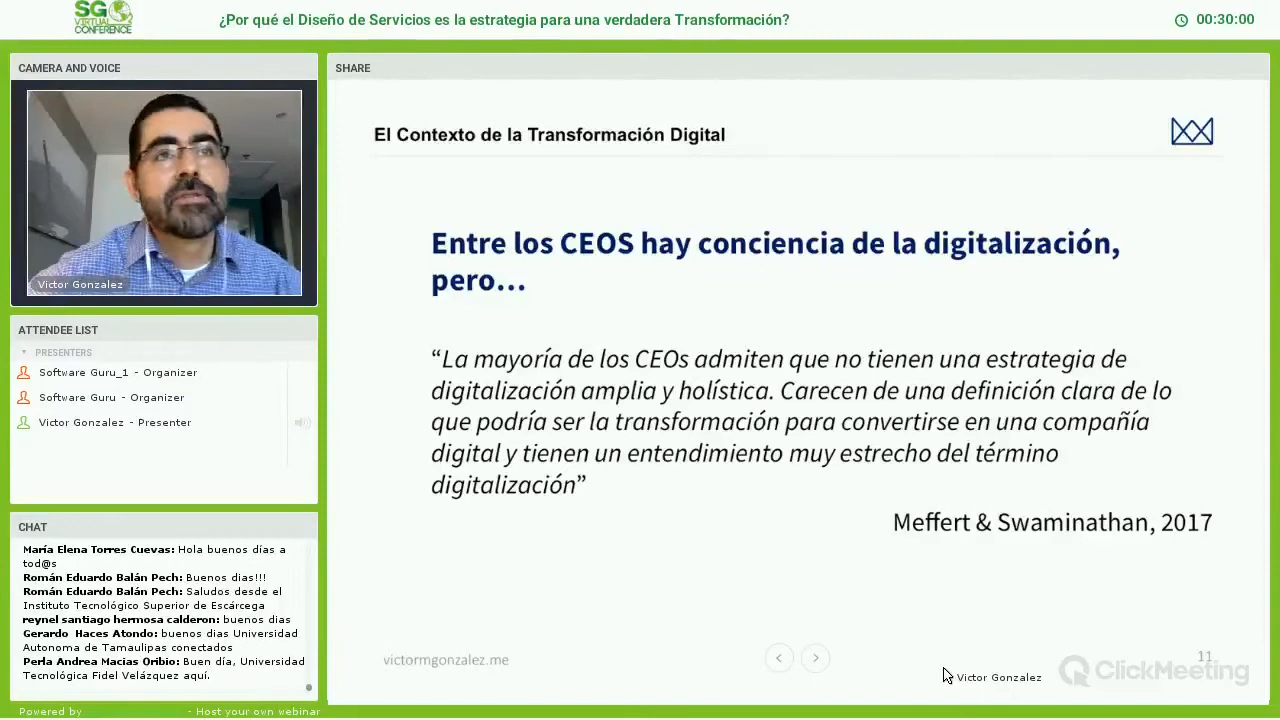 SG
VIRTUAL
CONFERENCE
¿Por qué el Diseño de Servicios es la estrategia para una verdadera Transformación?
00:30:00
CAMERA AND VOICE
Victor Gonzalez
ATTENDEE LIST
PRESENTERS
Software Guru_1 - Organizer
Software Guru - Organizer
Victor Gonzalez - Presenter
CHAT
María Elena Torres Cuevas: Hola buenos días a
tod@s
Román Eduardo Balán Pech: Buenos dias!!!
Román Eduardo Balán Pech: Saludos desde el
Instituto Tecnológico Superior de Escárcega
reynel santiago hermosa calderon: buenos dias
Gerardo  Haces Atondo: buenos dias Universidad
Autonoma de Tamaulipas conectados
Perla Andrea Macias Oribio: Buen día, Universidad
Tecnológica Fidel Velázquez aquí.
Powered by - Host your own webinar
SHARE
El Contexto de la Transformación Digital
Entre los CEOS hay conciencia de la digitalización,
pero...
“La mayoría de los CEOs admiten que no tienen una estrategia de
digitalización amplia y holística. Carecen de una definición clara de lo
que podría ser la transformación para convertirse en una compañía
digital y tienen un entendimiento muy estrecho del término
digitalización”
Meffert & Swaminathan, 2017
victormgonzalez.me
11
Victor Gonzalez
ClickMeeting